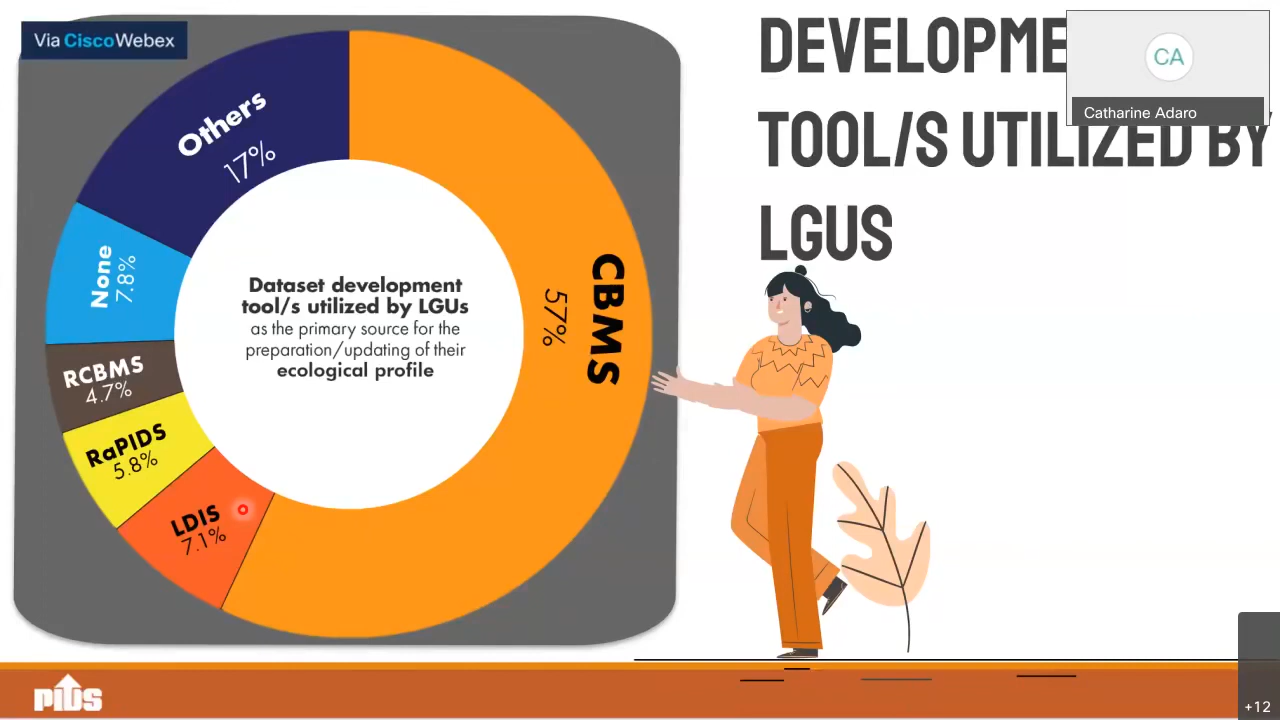 Via CiscoWebex
DEVELOPME
TOOL/S UTILIZED BY
LGUS
CA
Catharine Adaro
Others
17%
None
7.8%
RCBMS
4.7%
RaPIDS
5.8%
LDIS
7.1%
CBMS
57%
Dataset development
tool/s utilized by LGUs
as the primary source for the
preparation/updating of their
ecological profile
PIDS
+12